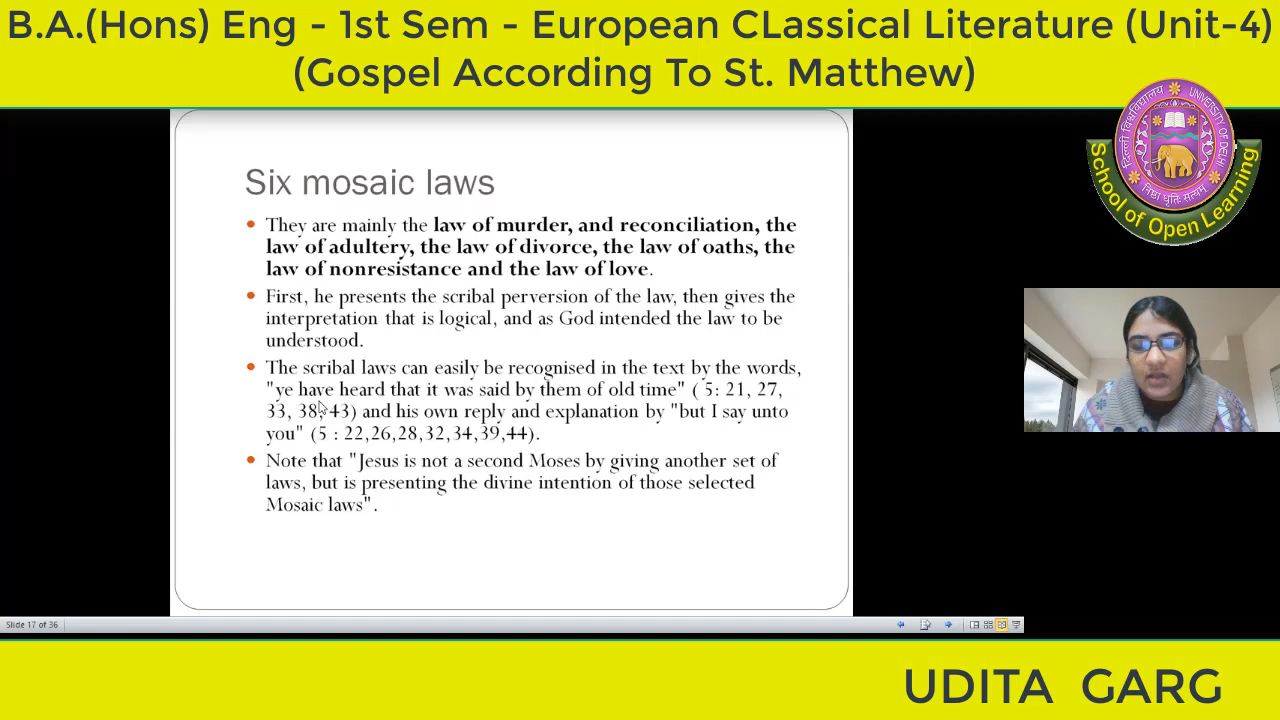 B.A.(Hons) Eng - 1st Sem - European CLassical Literature (Unit-4)
(Gospel According To St. Matthew)
दिल्ली विश्वविद्यालय
UNIVERSITY OF DELHI
निष्ठा धृतिः सत्यम्
School of Open Learning
Six mosaic laws
They are mainly the law of murder, and reconciliation, the
law of adultery, the law of divorce, the law of oaths, the
law of nonresistance and the law of love.
First, he presents the scribal perversion of the law, then gives the
interpretation that is logical, and as God intended the law to be
understood.
The scribal laws can easily be recognised in the text by the words,
"ye have heard that it was said by them of old time" ( 5: 21, 27,
33, 38, 43) and his own reply and explanation by "but I say unto
you" (5 : 22,26,28,32,34,39,44).
Note that "Jesus is not a second Moses by giving another set of
laws, but is presenting the divine intention of those selected
Mosaic laws".
Slide 17 of 36
UDITA GARG